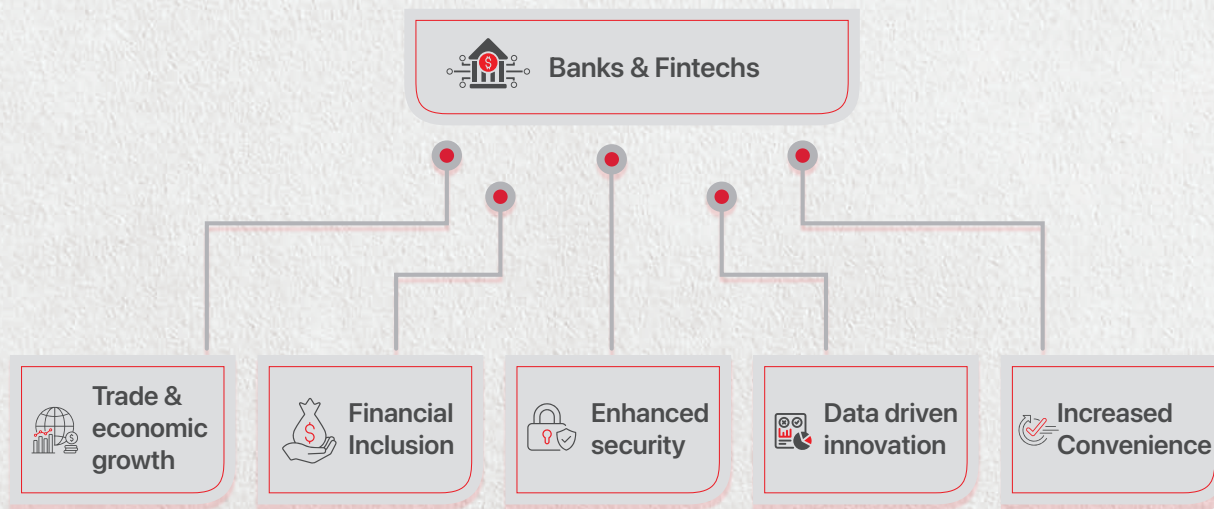 Banks & Fintechs
Trade &
economic
growth
Financial
Inclusion
Enhanced
security
Data driven
innovation
Increased
Convenience